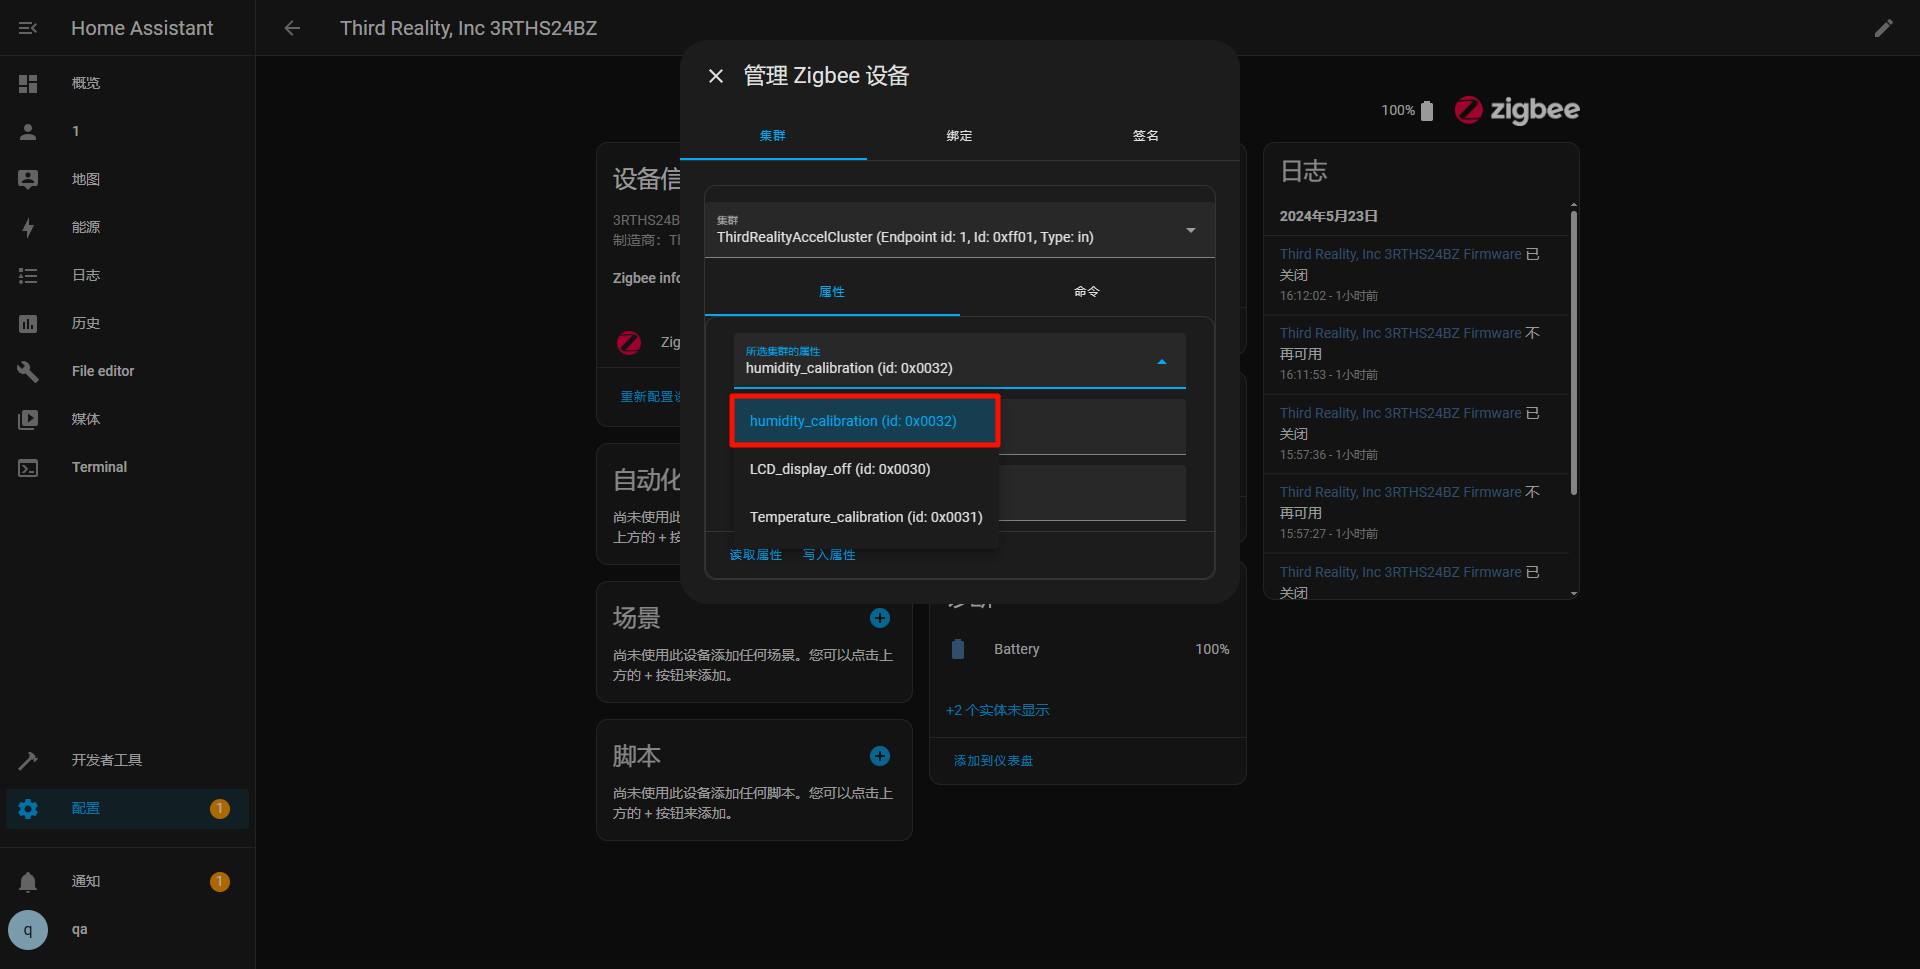 Home Assistant
Third Reality, Inc 3RTHS24BZ
概览
1
地图
能源
日志
历史
File editor
媒体
Terminal
开发者工具
配置
1
通知
1
q
qa
管理 Zigbee 设备
集群
绑定
签名
集群
ThirdRealityAccelCluster (Endpoint id: 1, Id: 0xff01, Type: in)
属性
命令
所选集群的属性
humidity_calibration (id: 0x0032)
humidity_calibration (id: 0x0032)
LCD_display_off (id: 0x0030)
Temperature_calibration (id: 0x0031)
读取属性
写入属性
设备信
3RTHS24B
制造商：Tl
Zigbee info
Zig
重新配置
自动化
尚未使用此
上方的 + 按
场景
尚未使用此设备添加任何场景。您可以点击上
方的 + 按钮来添加。
脚本
尚未使用此设备添加任何脚本。您可以点击上
方的 + 按钮来添加。
Battery
100%
+2 个实体未显示
添加到仪表盘
100%
zigbee
日志
2024年5月23日
Third Reality, Inc 3RTHS24BZ Firmware 已
关闭
16:12:02 - 1小时前
Third Reality, Inc 3RTHS24BZ Firmware 不
再可用
16:11:53 - 1小时前
Third Reality, Inc 3RTHS24BZ Firmware 已
关闭
15:57:36 - 1小时前
Third Reality, Inc 3RTHS24BZ Firmware 不
再可用
15:57:27 - 1小时前
Third Reality, Inc 3RTHS24BZ Firmware 已
关闭